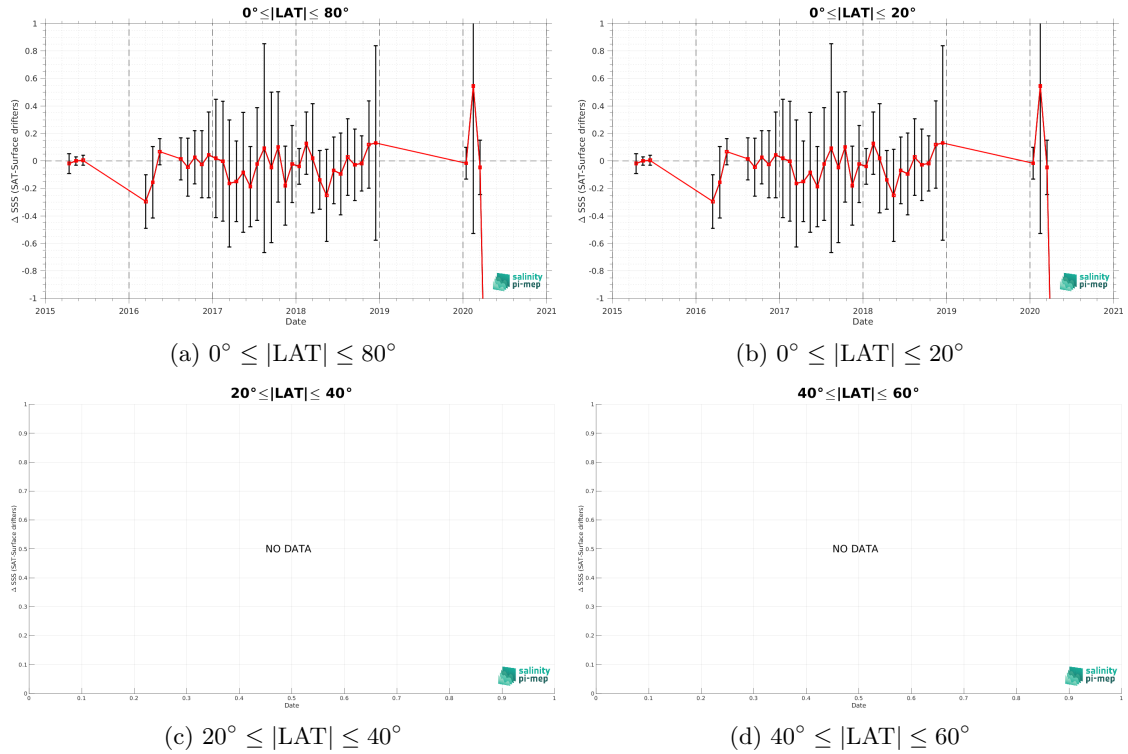 0°≤|LAT|≤ 80°
1
0.8
0.6
0.4
0.2
0
-0.2
-0.4
-0.6
-0.8
-1
Δ SSS (SAT-Surface drifters)
2015 2016 2017 2018 2019 2020 2021
Date
salinity
pi-mep
(a) 0° ≤ |LAT| ≤ 80°
0°≤|LAT|≤ 20°
1
0.8
0.6
0.4
0.2
0
-0.2
-0.4
-0.6
-0.8
-1
Δ SSS (SAT-Surface drifters)
2015 2016 2017 2018 2019 2020 2021
Date
salinity
pi-mep
(b) 0° ≤ |LAT| ≤ 20°
20°≤|LAT|≤ 40°
1
0.9
0.8
0.7
0.6
0.5
0.4
0.3
0.2
0.1
0
Δ SSS (SAT-Surface drifters)
NO DATA
0 0.1 0.2 0.3 0.4 0.5 0.6 0.7 0.8 0.9 1
Date
salinity
pi-mep
(c) 20° ≤ |LAT| ≤ 40°
40°≤|LAT|≤ 60°
1
0.9
0.8
0.7
0.6
0.5
0.4
0.3
0.2
0.1
0
Δ SSS (SAT-Surface drifters)
NO DATA
0 0.1 0.2 0.3 0.4 0.5 0.6 0.7 0.8 0.9 1
Date
salinity
pi-mep
(d) 40° ≤ |LAT| ≤ 60°